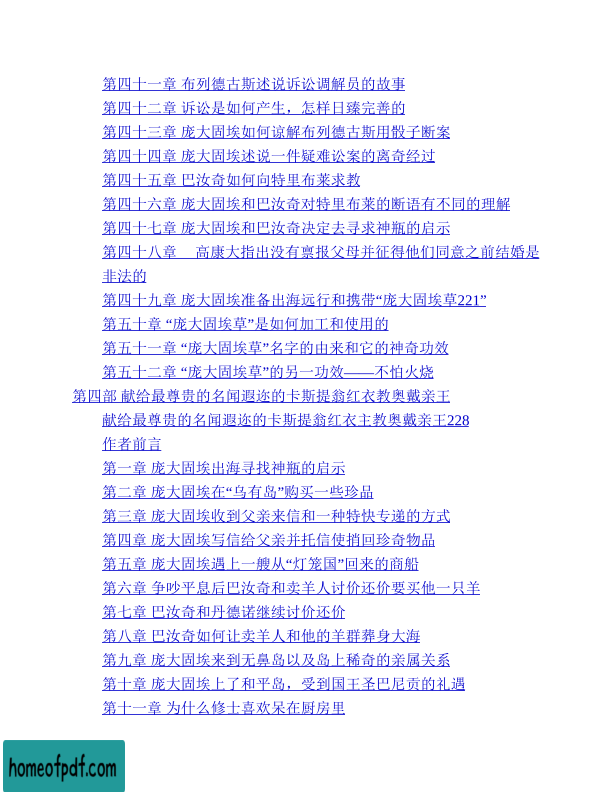 第四十一章 布列德古斯述说诉讼调解员的故事
第四十二章 诉讼是如何产生，怎样日臻完善的
第四十三章 庞大固埃如何谅解布列德古斯用骰子断案
第四十四章 庞大固埃述说一件疑难讼案的离奇经过
第四十五章 巴汝奇如何向特里布莱求教
第四十六章 庞大固埃和巴汝奇对特里布莱的断语有不同的理解
第四十七章 庞大固埃和巴汝奇决定去寻求神瓶的启示
第四十八章 高康大指出没有禀报父母并征得他们同意之前结婚是
非法的
第四十九章 庞大固埃准备出海远行和携带“庞大固埃草221”
第五十章 “庞大固埃草”是如何加工和使用的
第五十一章 “庞大固埃草”名字的由来和它的神奇功效
第五十二章 “庞大固埃草”的另一功效——不怕火烧
第四部 献给最尊贵的名闻遐迩的卡斯提翁红衣教奥戴亲王
献给最尊贵的名闻遐迩的卡斯提翁红衣主教奥戴亲王228
作者前言
第一章 庞大固埃出海寻找神瓶的启示
第二章 庞大固埃在“乌有岛”购买一些珍品
第三章 庞大固埃收到父亲来信和一种特快专递的方式
第四章 庞大固埃写信给父亲并托信使捎回珍奇物品
第五章 庞大固埃遇上一艘从“灯笼国”回来的商船
第六章 争吵平息后巴汝奇和卖羊人讨价还价要买他一只羊
第七章 巴汝奇和丹德诺继续讨价还价
第八章 巴汝奇如何让卖羊人和他的羊群葬身大海
第九章 庞大固埃来到无鼻岛以及岛上稀奇的亲属关系
第十章 庞大固埃上了和平岛，受到国王圣巴尼贡的礼遇
第十一章 为什么修士喜欢呆在厨房里
homeofpdf.com